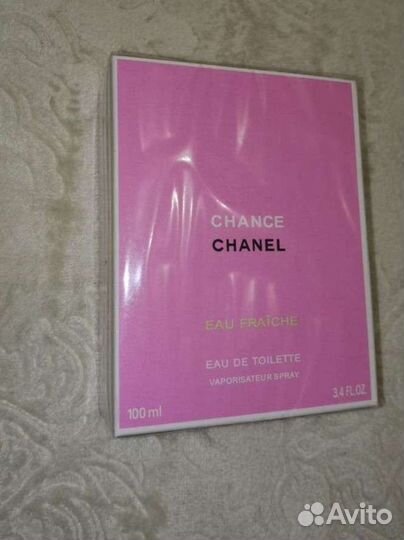 CHANCE
CHANEL
EAU FRAÎCHE
EAU DE TOILETTE
VAPORISATEUR SPRAY
100 ml
3.4 FL.OZ.
Avito